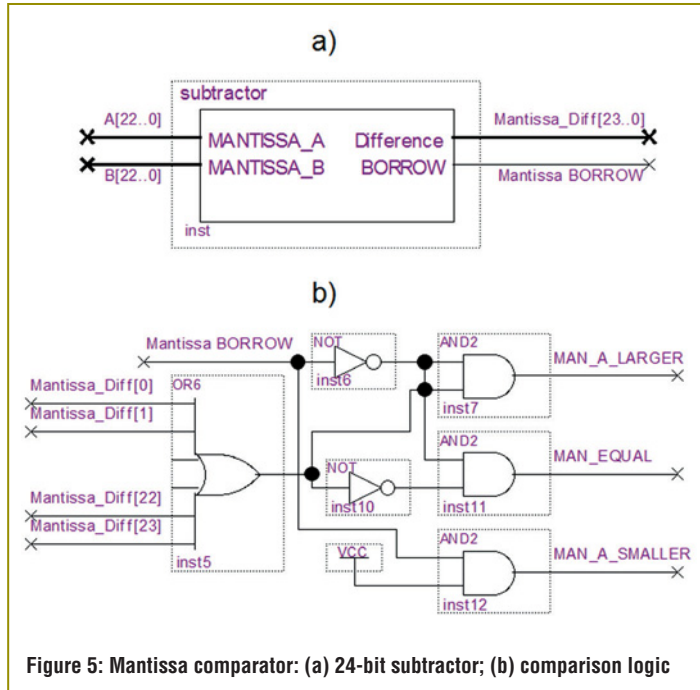 a)
subtractor
A[22..0]
Mantissa_Diff[23..0]
MANTISSA_A
Difference
B[22..0]
MANTISSA_B
BORROW
Mantissa BORROW
inst
b)
Mantissa BORROW
NOT
inst6
AND2
MAN_A_LARGER
inst7
Mantissa_Diff[0]
OR6
Mantissa_Diff[1]
AND2
MAN_EQUAL
NOT
inst10
inst11
Mantissa_Diff[22]
Mantissa_Diff[23]
inst5
VCC
AND2
MAN_A_SMALLER
inst12
Figure 5: Mantissa comparator: (a) 24-bit subtractor; (b) comparison logic